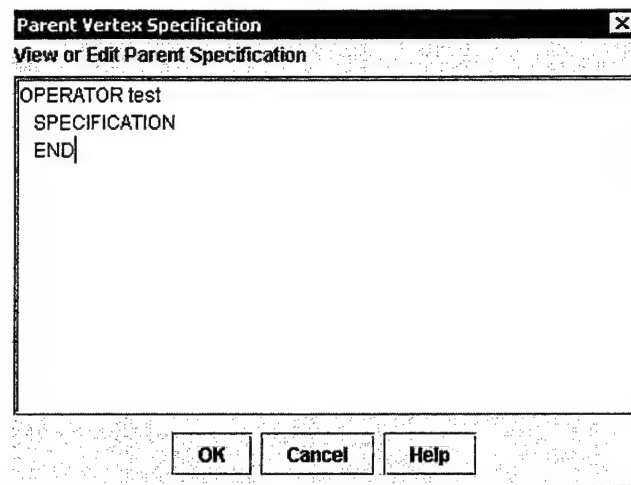 Parent Vertex Specification
View or Edit Parent Specification
OPERATOR test
SPECIFICATION
END
OK Cancel Help